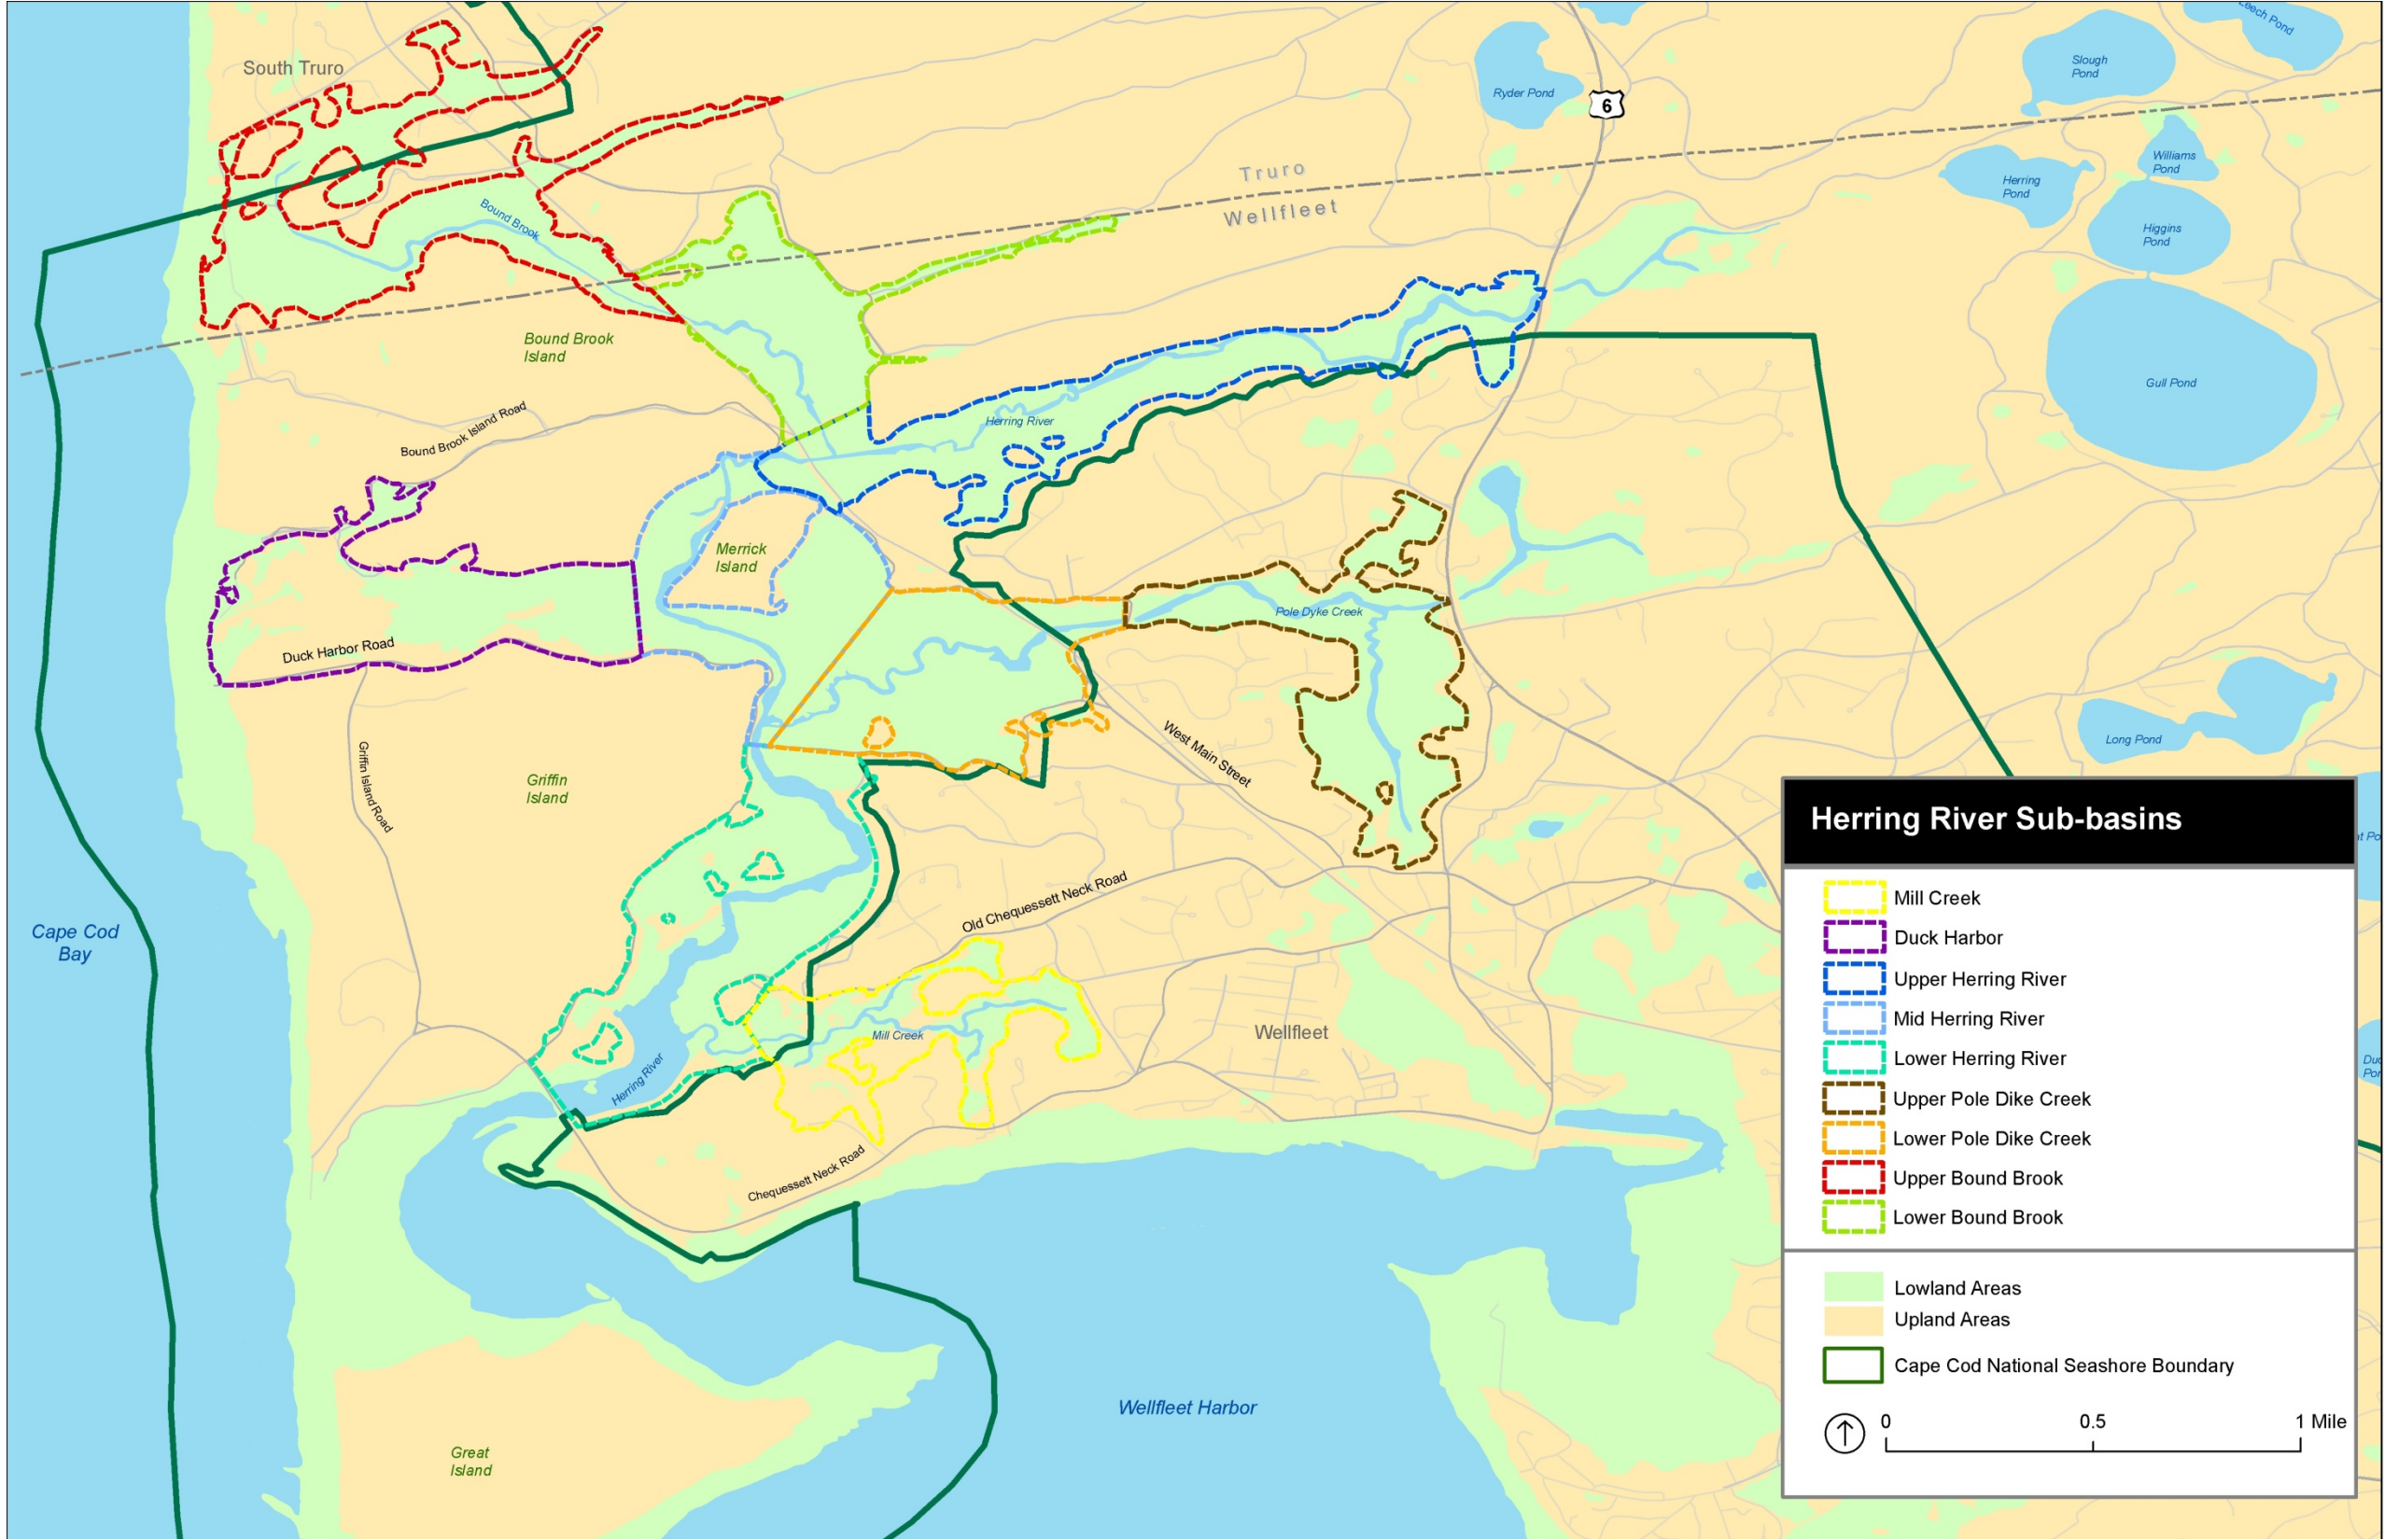 Leech Pond
South Truro
Slough
Pond
Ryder Pond
6
Truro
Williams
Pond
Herring
Pond
Wellfleet
Bound Brook
Higgins
Pond
Bound Brook
Island
Gull Pond
Bound Brook Island Road
Herring River
Merrick
Island
Pole Dyke Creek
Duck Harbor Road
Long Pond
West Main Street
Griffin Island Road
Griffin
Island
Herring River Sub-basins
Mill Creek
Duck Harbor
Upper Herring River
Mid Herring River
Lower Herring River
Upper Pole Dike Creek
Lower Pole Dike Creek
Upper Bound Brook
Lower Bound Brook
Lowland Areas
Upland Areas
Cape Cod National Seashore Boundary
0
0.5
1 Mile
Old Chequessett Neck Road
Cape Cod
Bay
Mill Creek
Wellfleet
Herring River
Chequessett Neck Road
Wellfleet Harbor
Great
Island